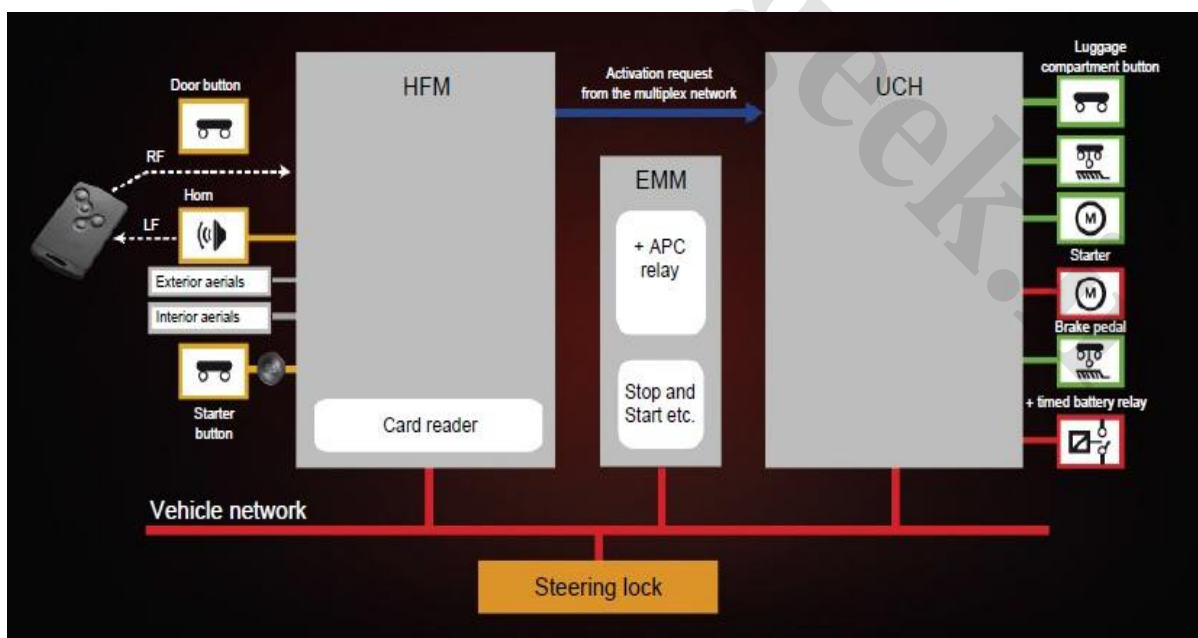 Door button
HFM
Activation request
from the multiplex network
UCH
Luggage
compartment button
RF
Horn
LF
EMM
+ APC
relay
M
Starter
Exterior aerials
Interior aerials
M
Brake pedal
Starter
button
Stop and
Start etc.
+ timed battery relay
Card reader
Vehicle network
Steering lock